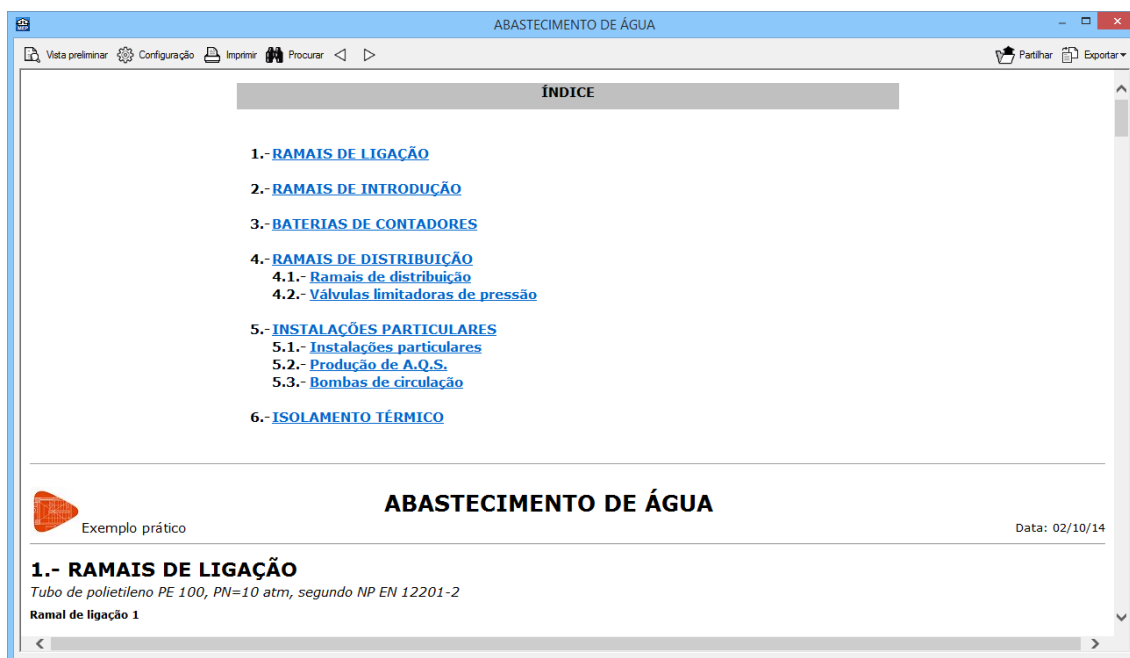 ABASTECIMENTO DE ÁGUA
MEP
Vista preliminar Configuração Imprimir Procurar Partilhar Exportar
ÍNDICE
1.- RAMAIS DE LIGAÇÃO
2.- RAMAIS DE INTRODUÇÃO
3.- BATERIAS DE CONTADORES
4.- RAMAIS DE DISTRIBUIÇÃO
4.1.- Ramais de distribuição
4.2.- Válvulas limitadoras de pressão
5.- INSTALAÇÕES PARTICULARES
5.1.- Instalações particulares
5.2.- Produção de A.Q.S.
5.3.- Bombas de circulação
6.- ISOLAMENTO TÉRMICO
ABASTECIMENTO DE ÁGUA
Exemplo prático Data: 02/10/14
1.- RAMAIS DE LIGAÇÃO
Tubo de polietileno PE 100, PN=10 atm, segundo NP EN 12201-2
Ramal de ligação 1